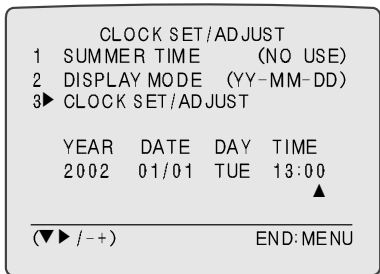 CLOCK SET/ADJUST
1 SUMMER TIME (NO USE)
2 DISPLAY MODE (YY-MM-DD)
3▶ CLOCK SET/ADJUST
YEAR DATE DAY TIME
2002 01/01 TUE 13:00
▲
(▼▶/-+) END:MENU